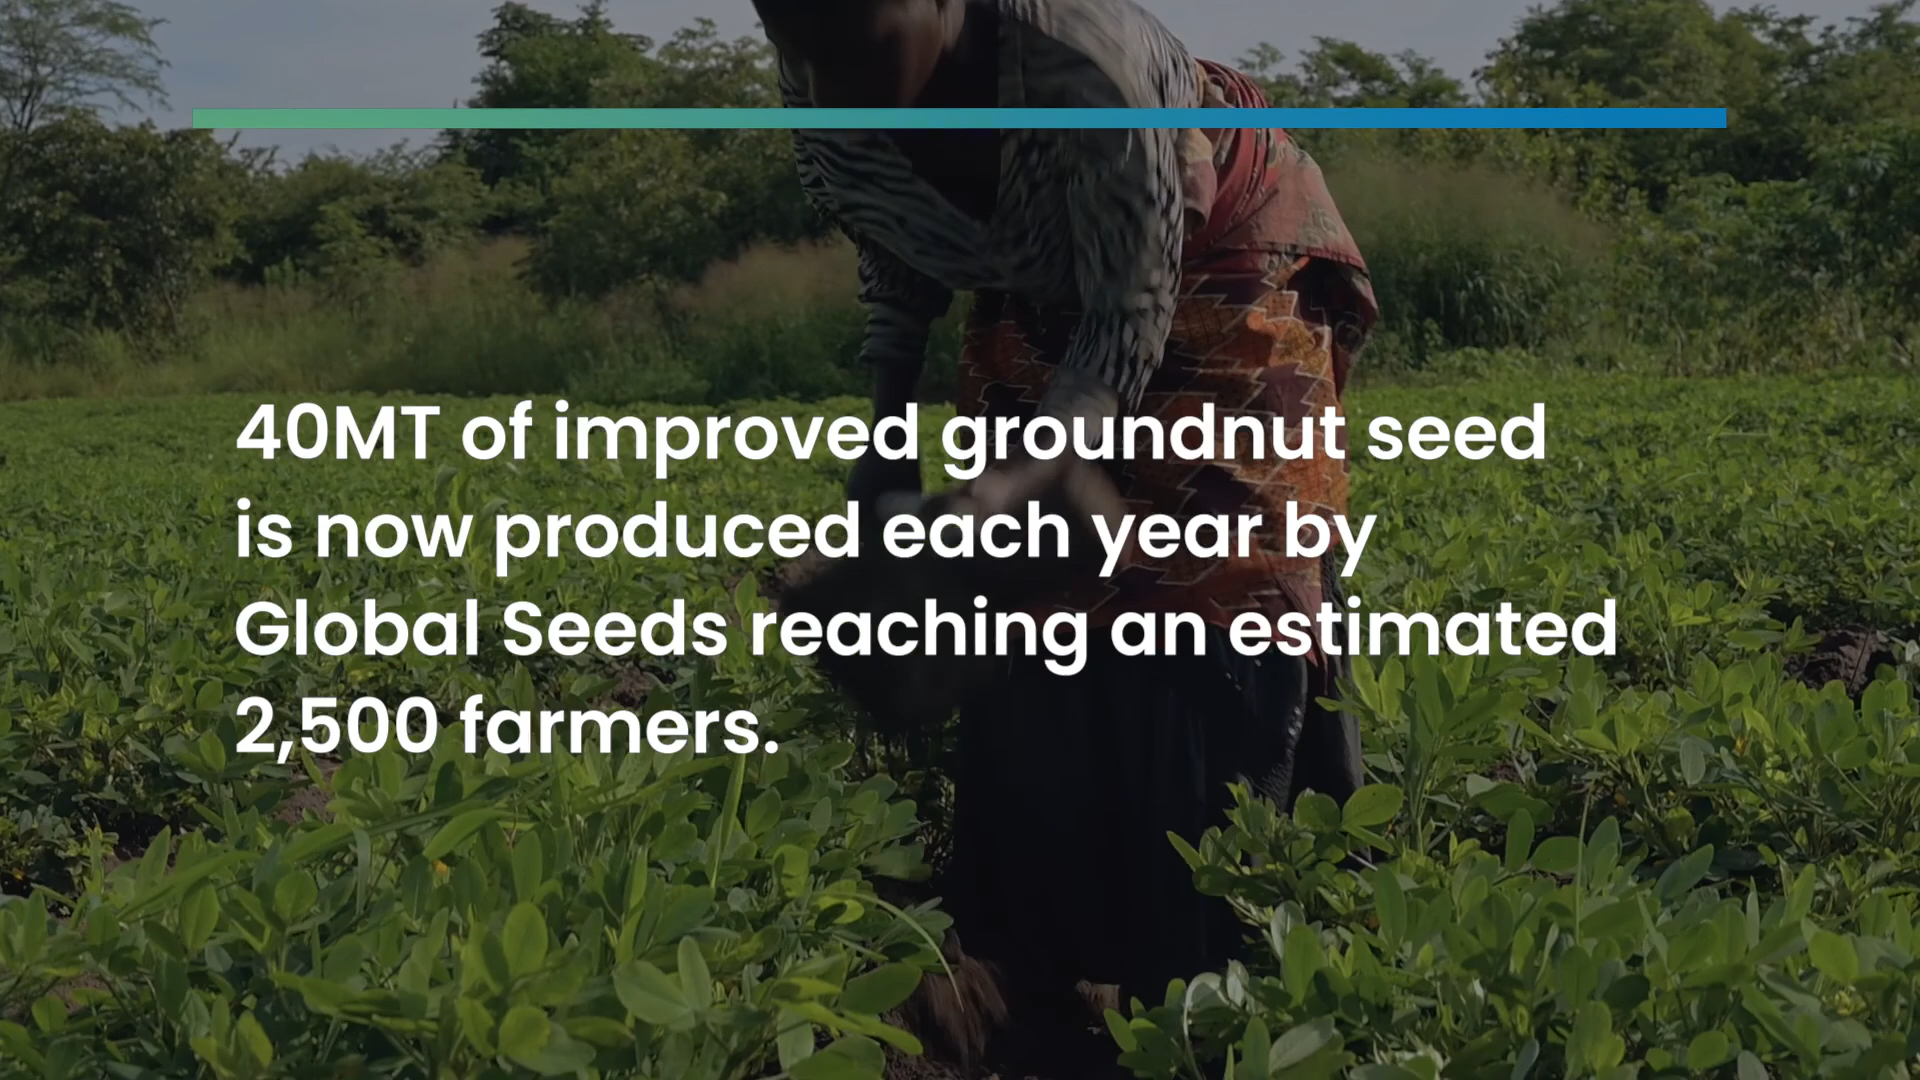 40MT of improved groundnut seed
is now produced each year by
Global Seeds reaching an estimated
2,500 farmers.